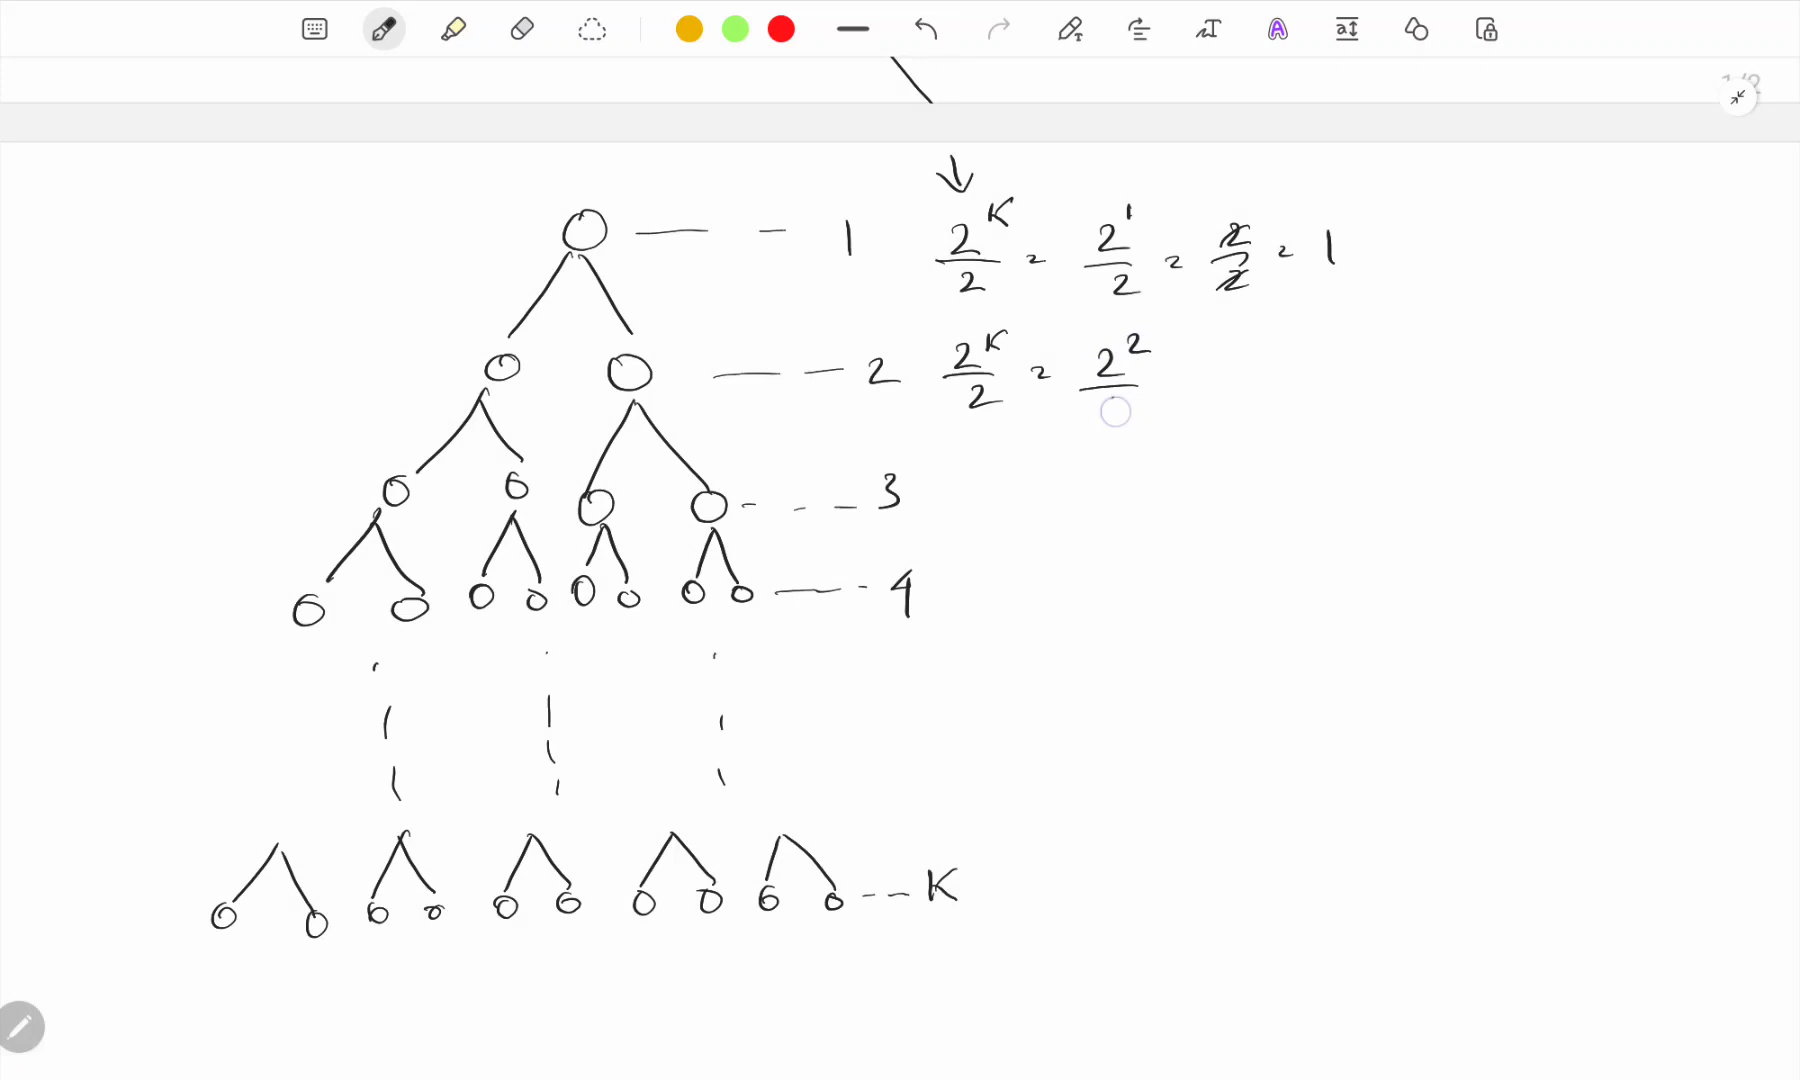 1 2^K/2 = 2^1/2 = 2/2 = 1
2 2^K/2 = 2^2/
3
4
K